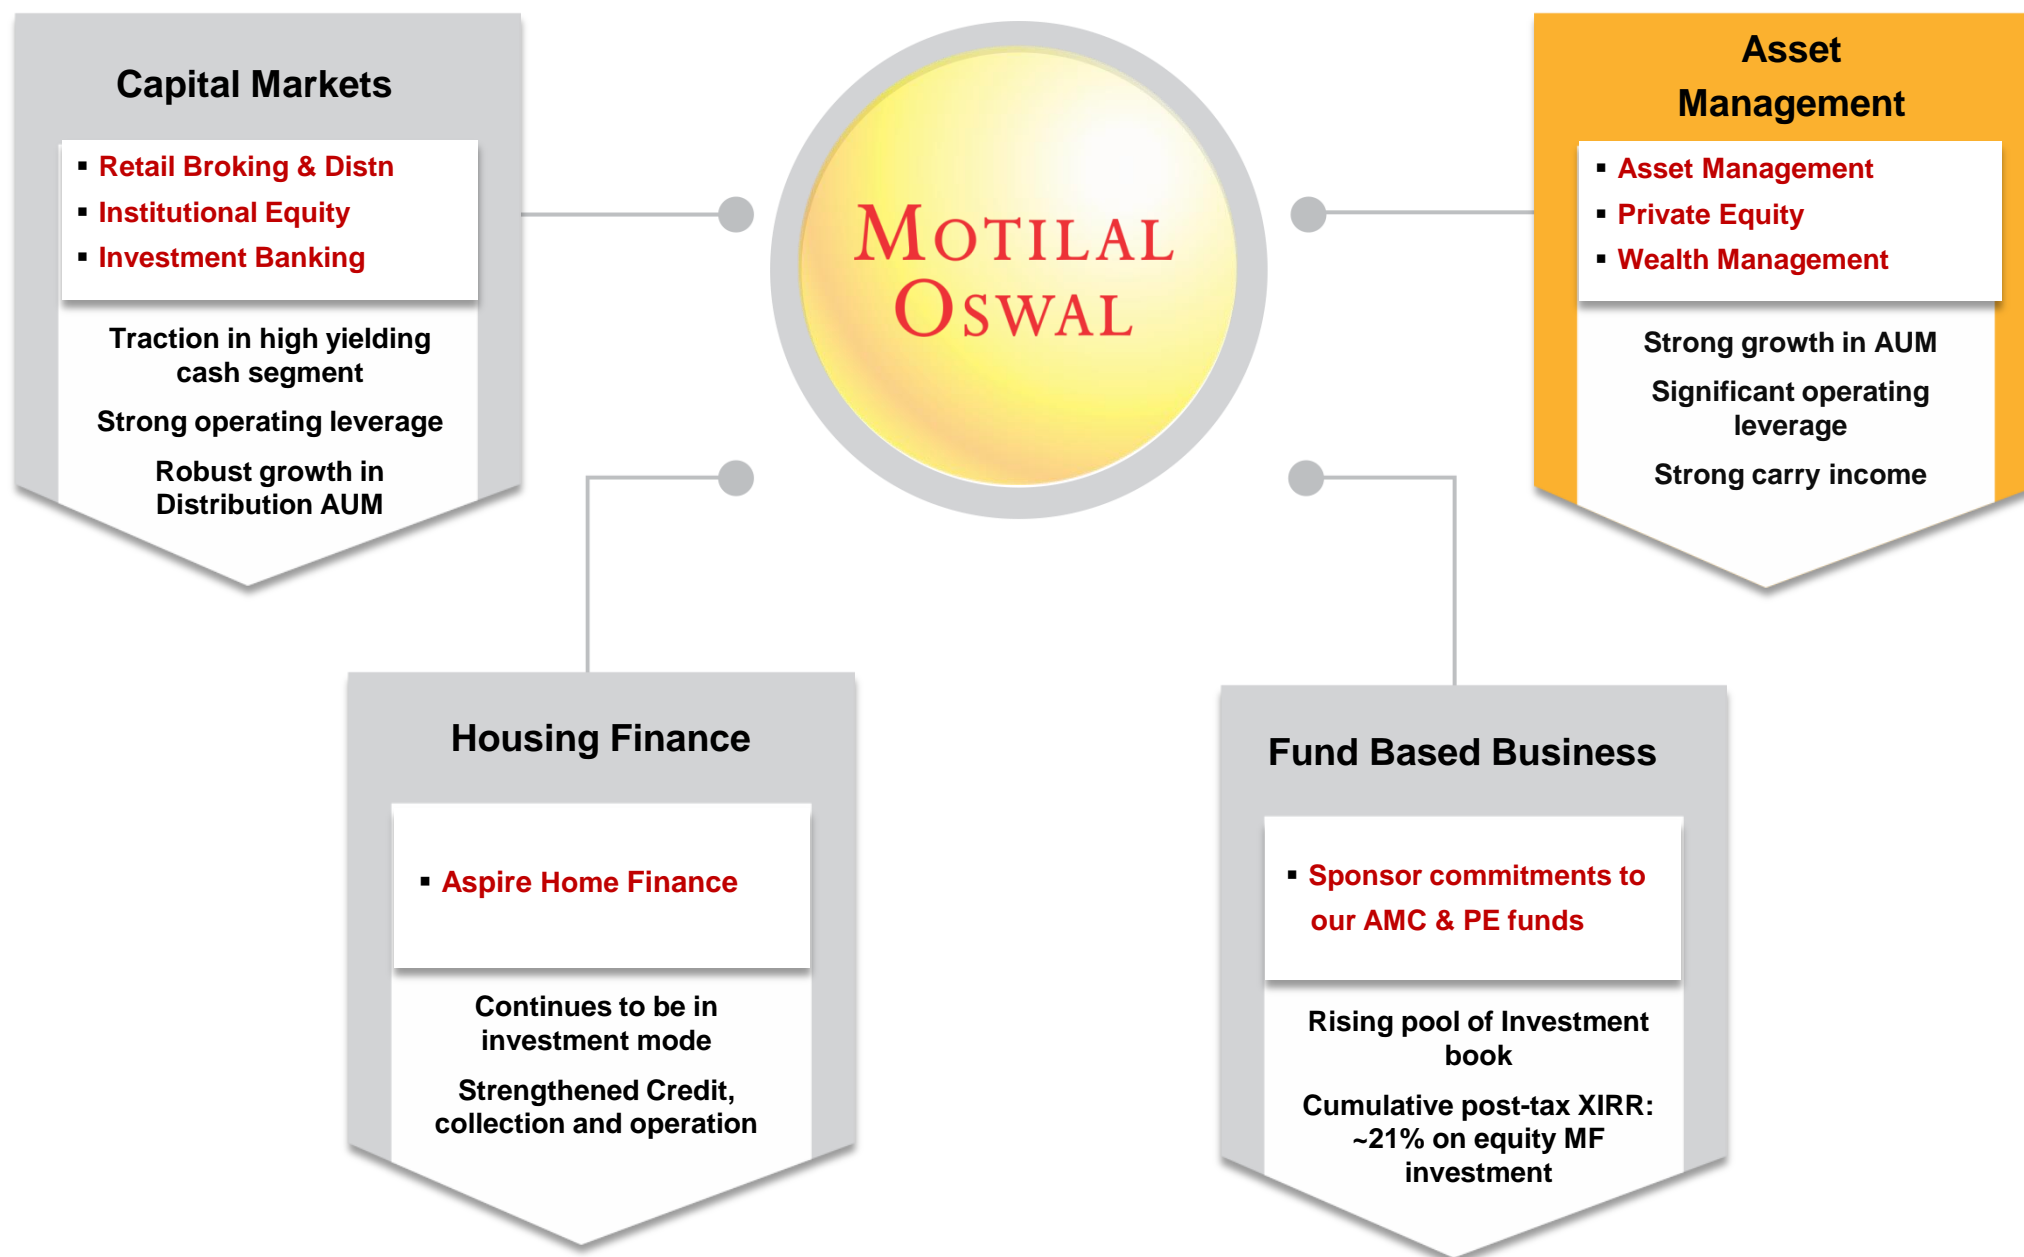 Capital Markets
▪ Retail Broking & Distn
▪ Institutional Equity
▪ Investment Banking
Traction in high yielding
cash segment
Strong operating leverage
Robust growth in
Distribution AUM
MOTILAL
OSWAL
Asset
Management
▪ Asset Management
▪ Private Equity
▪ Wealth Management
Strong growth in AUM
Significant operating
leverage
Strong carry income
Housing Finance
▪ Aspire Home Finance
Continues to be in
investment mode
Strengthened Credit,
collection and operation
Fund Based Business
▪ Sponsor commitments to
our AMC & PE funds
Rising pool of Investment
book
Cumulative post-tax XIRR:
~21% on equity MF
investment